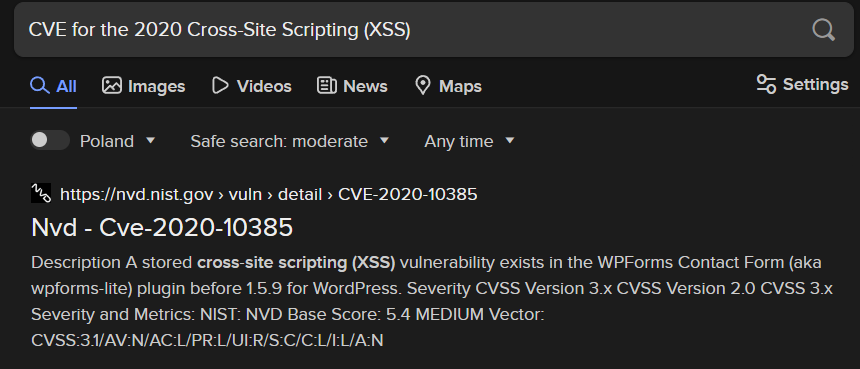 CVE for the 2020 Cross-Site Scripting (XSS)
All Images Videos News Maps Settings
Poland Safe search: moderate Any time
https://nvd.nist.gov › vuln › detail › CVE-2020-10385
Nvd - Cve-2020-10385
Description A stored cross-site scripting (XSS) vulnerability exists in the WPForms Contact Form (aka
wpforms-lite) plugin before 1.5.9 for WordPress. Severity CVSS Version 3.x CVSS Version 2.0 CVSS 3.x
Severity and Metrics: NIST: NVD Base Score: 5.4 MEDIUM Vector:
CVSS:3.1/AV:N/AC:L/PR:L/UI:R/S:C/C:L/I:L/A:N